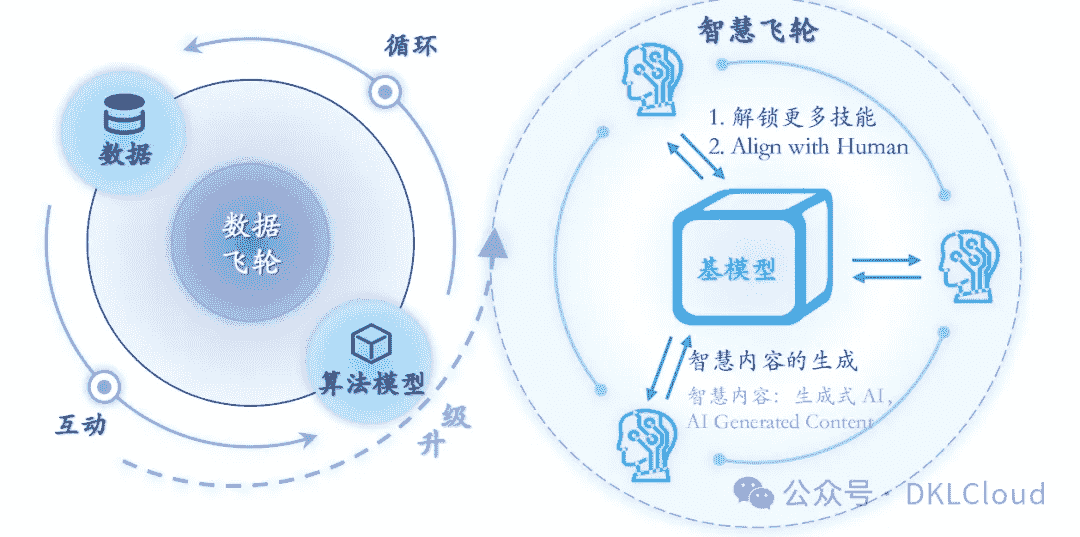 循环
数据
数据
飞轮
算法模型
互动
升级
智慧飞轮
1. 解锁更多技能
2. Align with Human
基模型
智慧内容的生成
智慧内容：生成式 AI，
AI Generated Content
公众号 · DKLCloud